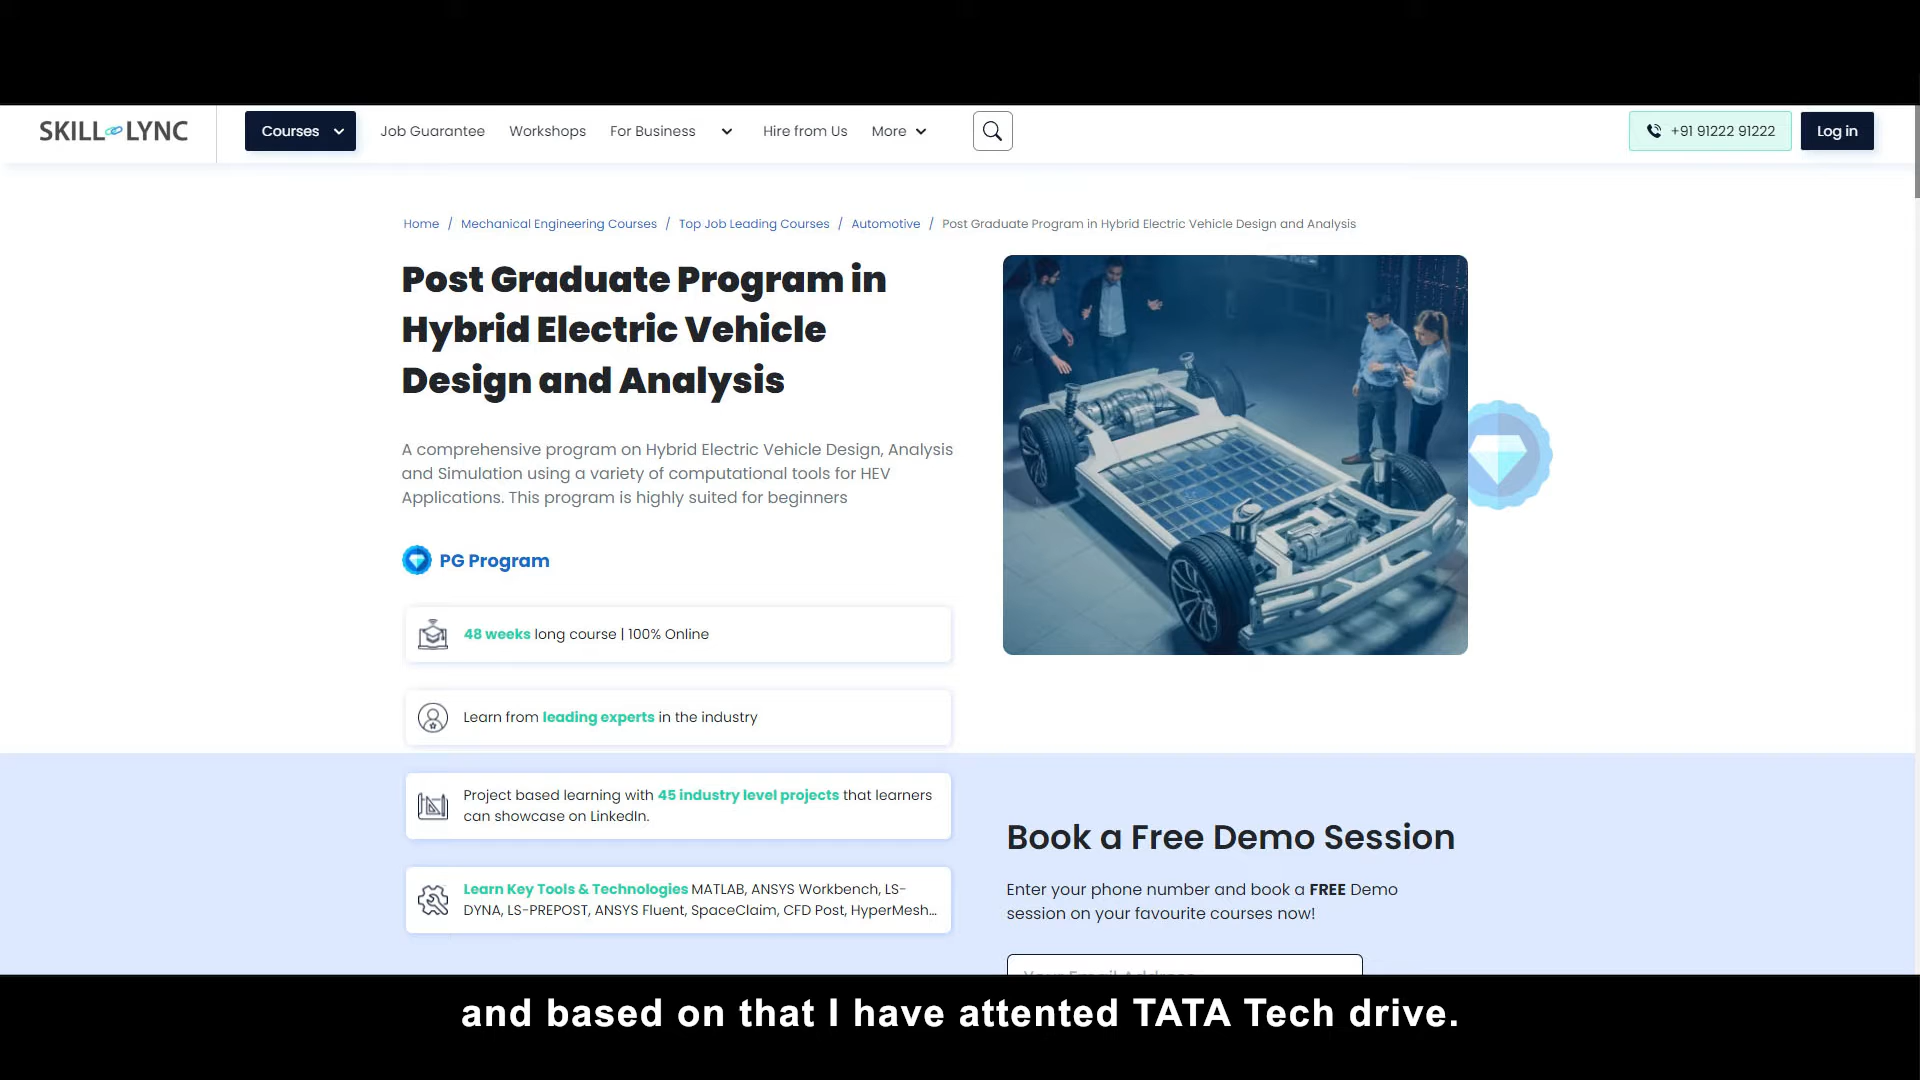 SKILL LYNC
Courses
Job Guarantee
Workshops
For Business
Hire from Us
More
+91 91222 91222
Log in
Home / Mechanical Engineering Courses / Top Job Leading Courses / Automotive / Post Graduate Program in Hybrid Electric Vehicle Design and Analysis
Post Graduate Program in
Hybrid Electric Vehicle
Design and Analysis
A comprehensive program on Hybrid Electric Vehicle Design, Analysis
and Simulation using a variety of computational tools for HEV
Applications. This program is highly suited for beginners
PG Program
48 weeks long course | 100% Online
Learn from leading experts in the industry
Project based learning with 45 industry level projects that learners
can showcase on LinkedIn.
Learn Key Tools & Technologies MATLAB, ANSYS Workbench, LS-
DYNA, LS-PREPOST, ANSYS Fluent, SpaceClaim, CFD Post, HyperMesh...
Book a Free Demo Session
Enter your phone number and book a FREE Demo
session on your favourite courses now!
Your Email Address
and based on that I have attented TATA Tech drive.